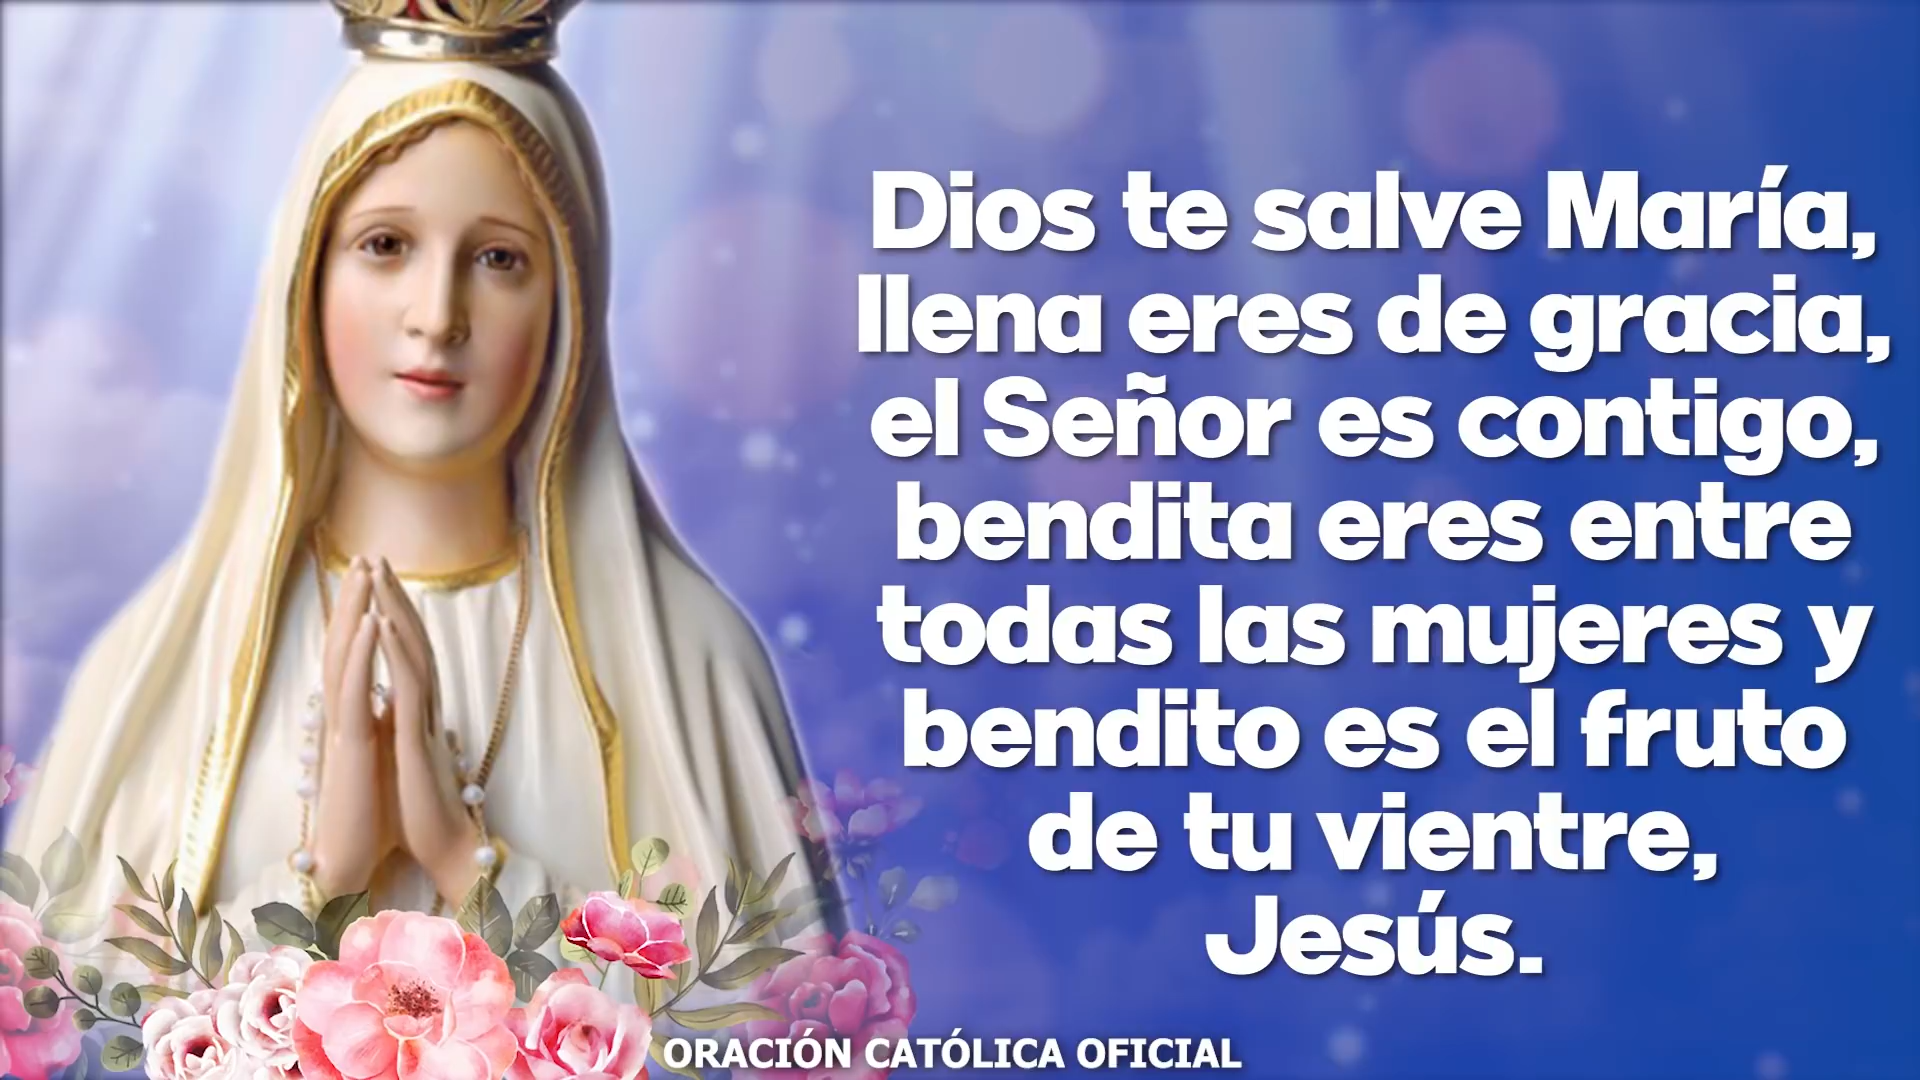 Dios te salve María,
llena eres de gracia,
el Señor es contigo,
bendita eres entre
todas las mujeres y
bendito es el fruto
de tu vientre,
Jesús.
ORACIÓN CATÓLICA OFICIAL